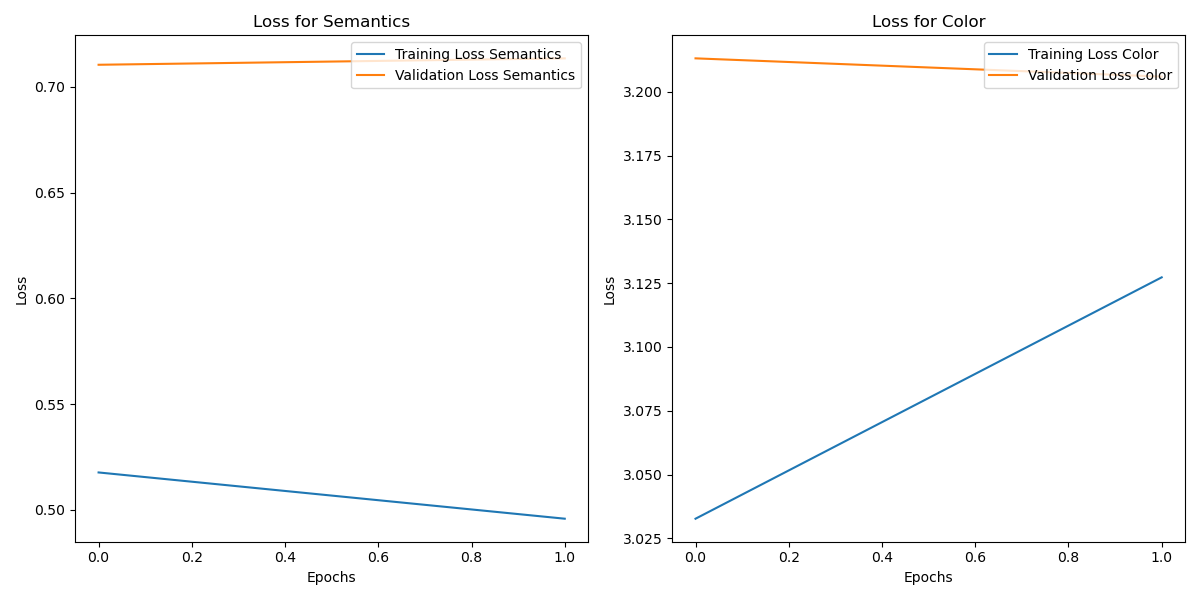 Loss for Semantics
Training Loss Semantics
Validation Loss Semantics
0.70
0.65
0.60
0.55
0.50
Loss
0.0 0.2 0.4 0.6 0.8 1.0
Epochs
Loss for Color
Training Loss Color
Validation Loss Color
3.200
3.175
3.150
3.125
3.100
3.075
3.050
3.025
Loss
0.0 0.2 0.4 0.6 0.8 1.0
Epochs